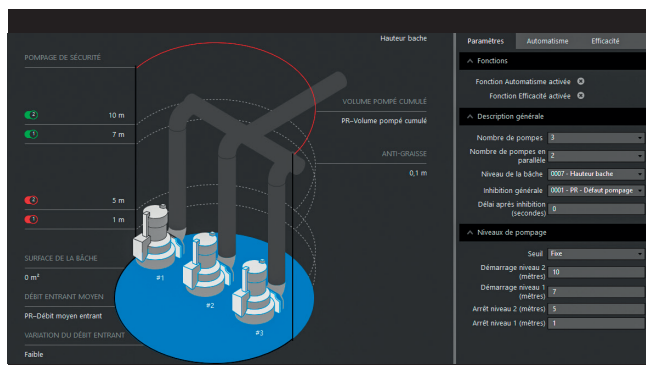 Hauteur bache
POMPAGE DE SÉCURITÉ
2 10 m
1 7 m
2 5 m
1 1 m
SURFACE DE LA BÂCHE
0 m²
DÉBIT ENTRANT MOYEN
PR–Débit moyen entrant
VARIATION DU DÉBIT ENTRANT
Faible
VOLUME POMPÉ CUMULÉ
PR–Volume pompé cumulé
ANTI-GRAISSE
0,1 m
#1
#2
#3
Paramètres Automatisme Efficacité
Fonctions
Fonction Automatisme activée
Fonction Efficacité activée
Description générale
Nombre de pompes 3
Nombre de pompes en
parallèle 2
Niveau de la bâche 0007 - Hauteur bache
Inhibition générale 0001 - PR - Défaut pompage
Délai après inhibition
(secondes) 0
Niveaux de pompage
Seuil Fixe
Démarrage niveau 2
(mètres) 10
Démarrage niveau 1
(mètres) 7
Arrêt niveau 2 (mètres) 5
Arrêt niveau 1 (mètres) 1